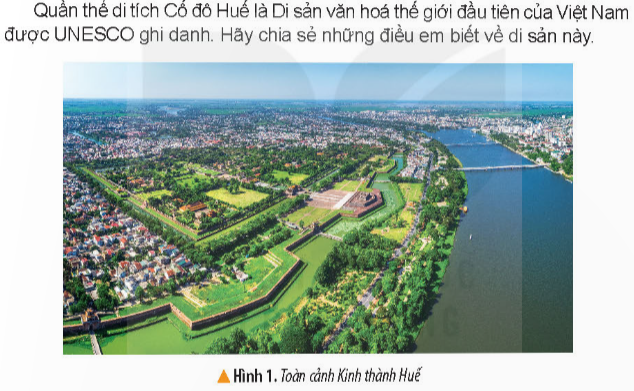 Quần thể di tích Cố đô Huế là Di sản văn hoá thế giới đầu tiên của Việt Nam
được UNESCO ghi danh. Hãy chia sẻ những điều em biết về di sản này.
▲ Hình 1. Toàn cảnh Kinh thành Huế